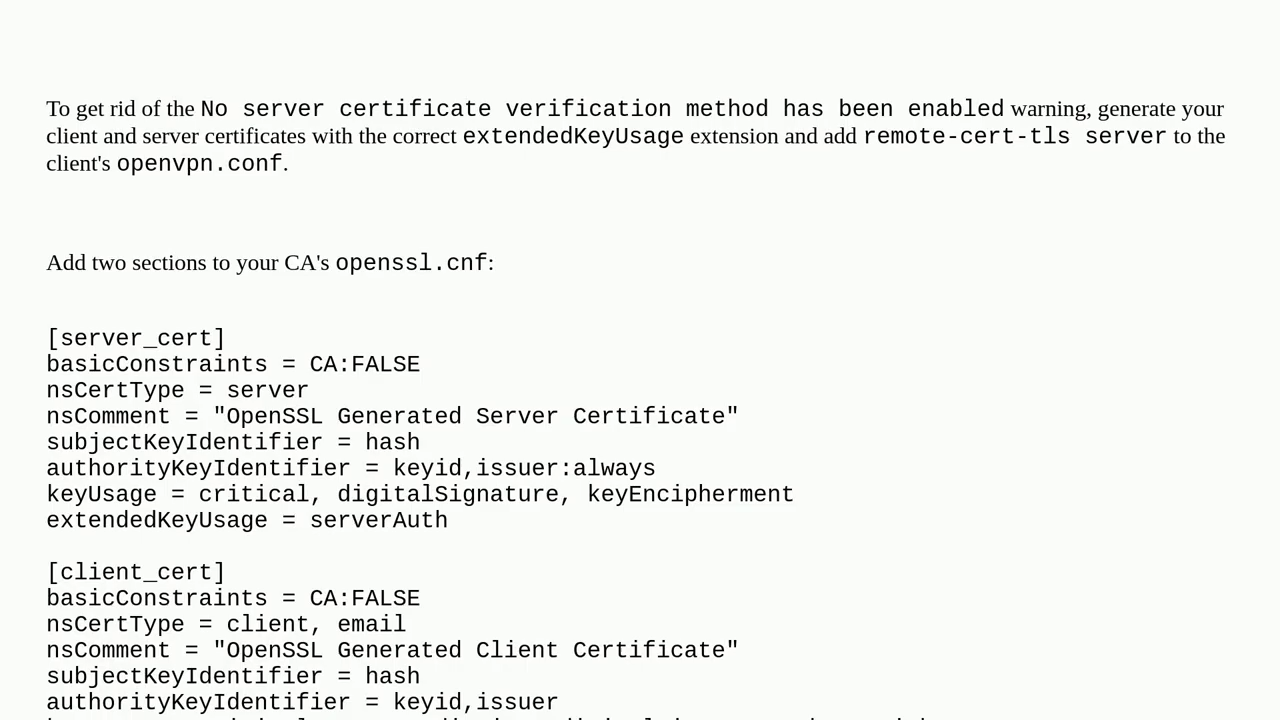 To get rid of the No server certificate verification method has been enabled warning, generate your
client and server certificates with the correct extendedKeyUsage extension and add remote-cert-tls server to the
client's openvpn.conf.
Add two sections to your CA's openssl.cnf:
[server_cert]
basicConstraints = CA:FALSE
nsCertType = server
nsComment = "OpenSSL Generated Server Certificate"
subjectKeyIdentifier = hash
authorityKeyIdentifier = keyid,issuer:always
keyUsage = critical, digitalSignature, keyEncipherment
extendedKeyUsage = serverAuth
[client_cert]
basicConstraints = CA:FALSE
nsCertType = client, email
nsComment = "OpenSSL Generated Client Certificate"
subjectKeyIdentifier = hash
authorityKeyIdentifier = keyid,issuer